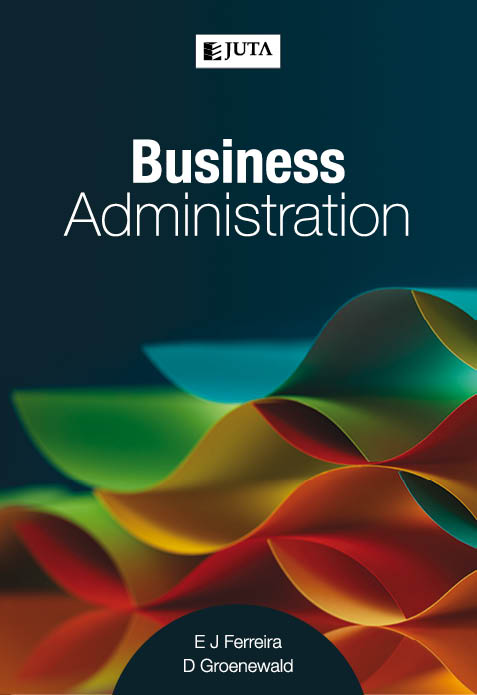 JUTA
Business
Administration
E J Ferreira
D Groenewald